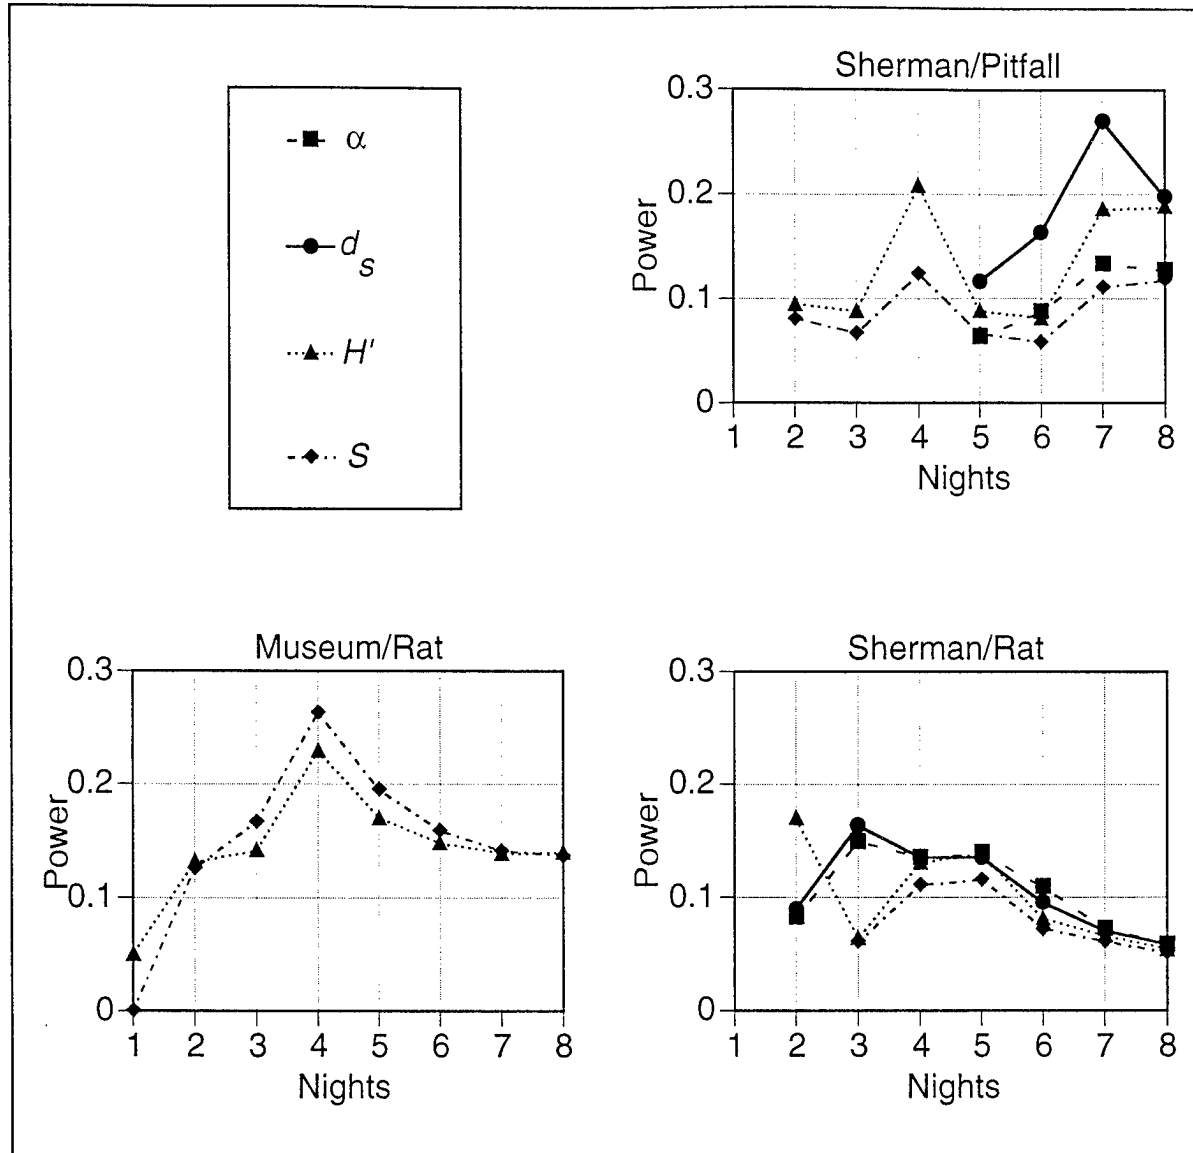 α
d_s
H'
S
Sherman/Pitfall
0.3
0.2
0.1
0
Power
1 2 3 4 5 6 7 8
Nights
Museum/Rat
0.3
0.2
0.1
0
Power
1 2 3 4 5 6 7 8
Nights
Sherman/Rat
0.3
0.2
0.1
0
Power
1 2 3 4 5 6 7 8
Nights